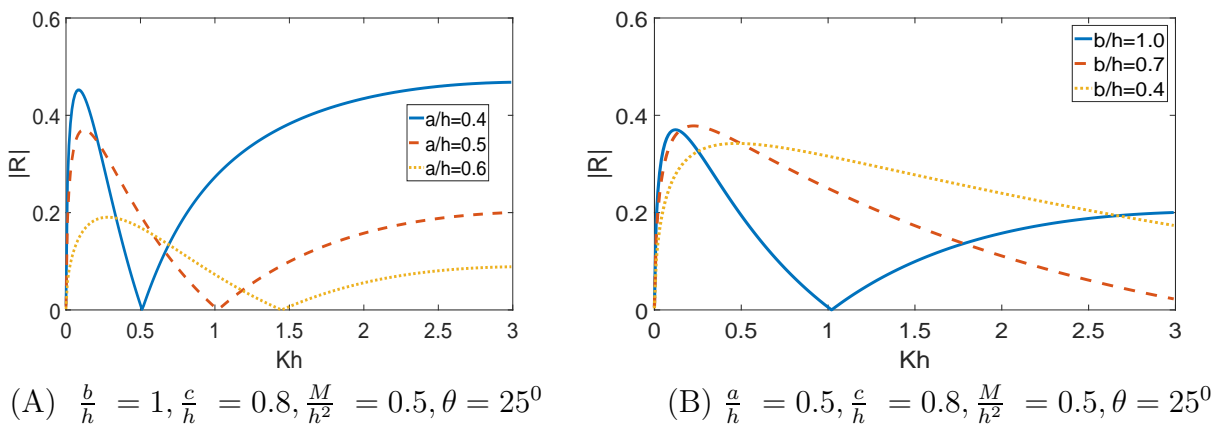 0.6
0.4
0.2
0
|R|
a/h=0.4
a/h=0.5
a/h=0.6
0 0.5 1 1.5 2 2.5 3
Kh
(A) b/h = 1, c/h = 0.8, M/h² = 0.5, θ = 25⁰
0.6
0.4
0.2
0
|R|
b/h=1.0
b/h=0.7
b/h=0.4
0 0.5 1 1.5 2 2.5 3
Kh
(B) a/h = 0.5, c/h = 0.8, M/h² = 0.5, θ = 25⁰